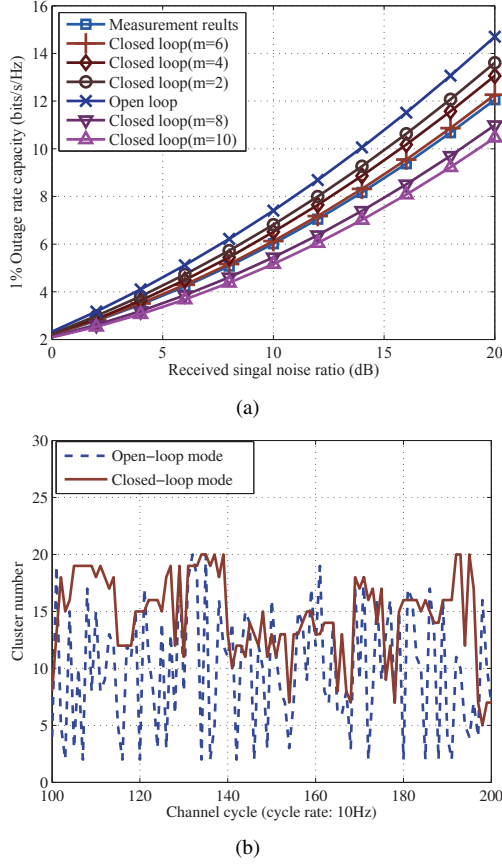 16
14
12
10
8
6
4
2
1% Outage rate capacity (bits/s/Hz)
Measurement reults
Closed loop(m=6)
Closed loop(m=4)
Closed loop(m=2)
Open loop
Closed loop(m=8)
Closed loop(m=10)
0 5 10 15 20
Received singal noise ratio (dB)
(a)
30
25
20
15
10
5
0
Cluster number
Open-loop mode
Closed-loop mode
100 120 140 160 180 200
Channel cycle (cycle rate: 10Hz)
(b)